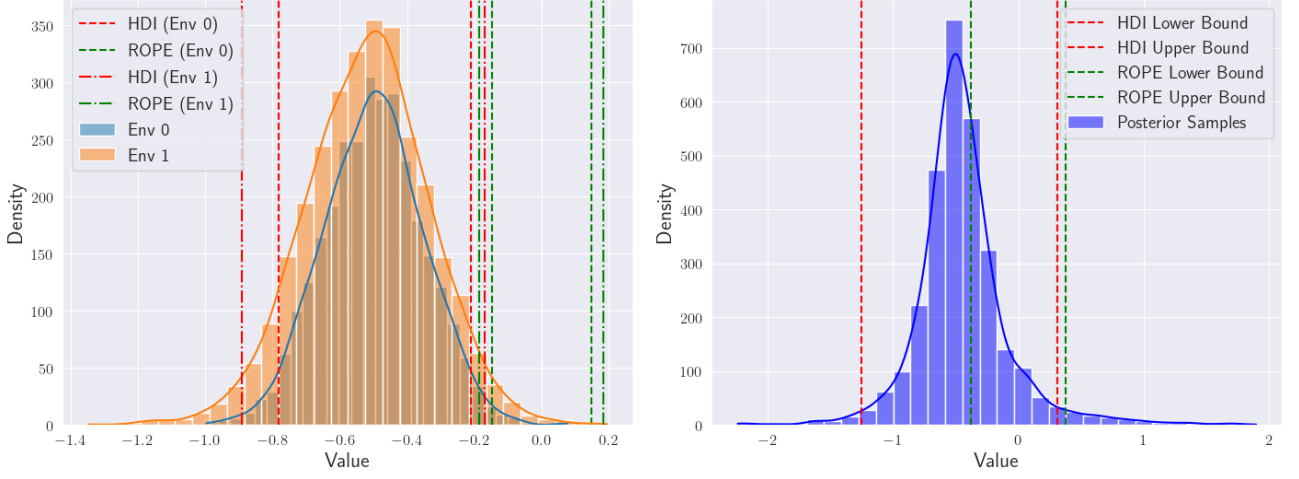 350
300
250
200
150
100
50
0
Density
−1.4
−1.2
−1.0
−0.8
−0.6
−0.4
−0.2
0.0
0.2
Value
HDI (Env 0)
ROPE (Env 0)
HDI (Env 1)
ROPE (Env 1)
Env 0
Env 1
700
600
500
400
300
200
100
0
Density
−2
−1
0
1
2
Value
HDI Lower Bound
HDI Upper Bound
ROPE Lower Bound
ROPE Upper Bound
Posterior Samples